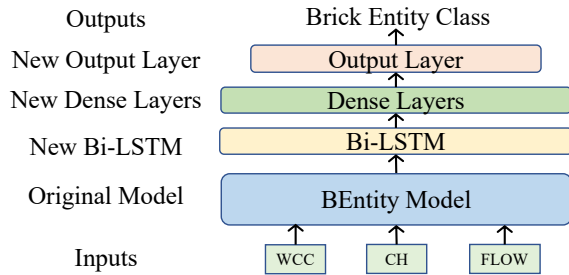 Outputs Brick Entity Class
New Output Layer Output Layer
New Dense Layers Dense Layers
New Bi-LSTM Bi-LSTM
Original Model BEntity Model
Inputs WCC CH FLOW